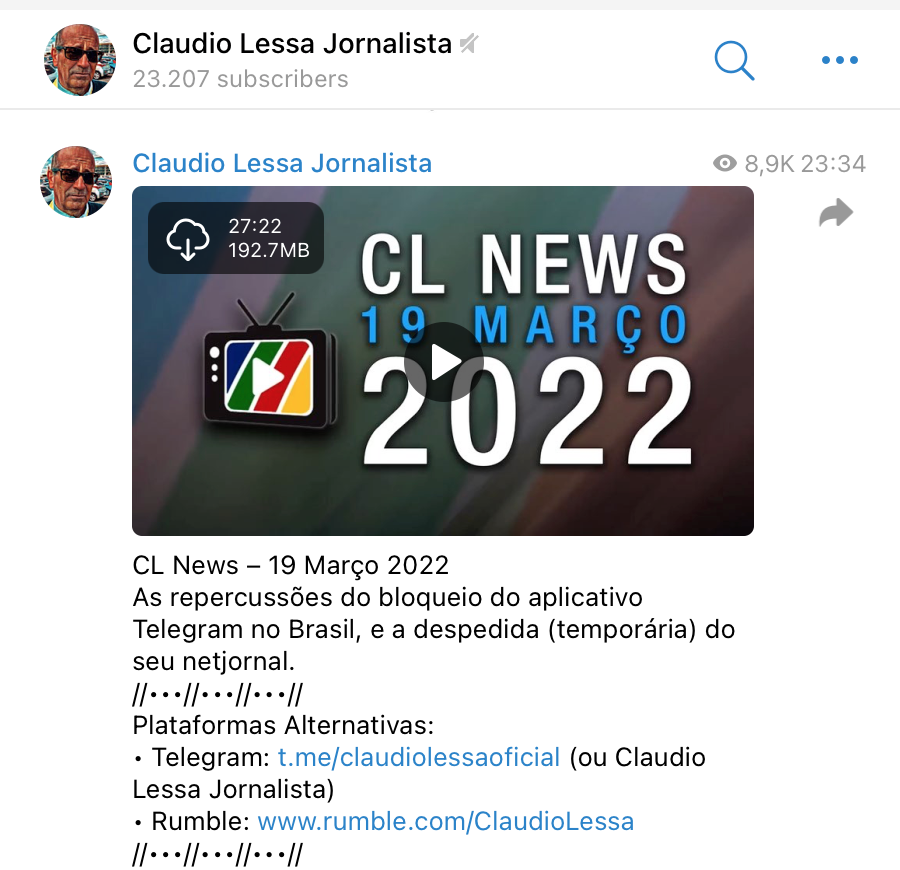 Claudio Lessa Jornalista
23.207 subscribers
Claudio Lessa Jornalista
8,9K 23:34
27:22
192.7MB
CL NEWS
19 MARÇO
2022
CL News – 19 Março 2022
As repercussões do bloqueio do aplicativo
Telegram no Brasil, e a despedida (temporária) do
seu netjornal.
//•••//•••//•••//
Plataformas Alternativas:
• Telegram: t.me/claudiolessaoficial (ou Claudio
Lessa Jornalista)
• Rumble: www.rumble.com/ClaudioLessa
//•••//•••//•••//